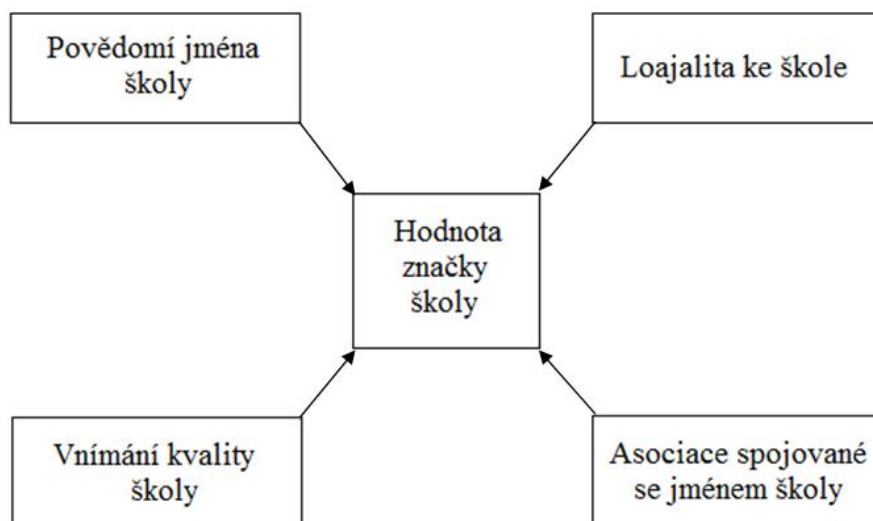 Povědomí jména
školy
Loajalita ke škole
Hodnota
značky
školy
Vnímání kvality
školy
Asociace spojované
se jménem školy